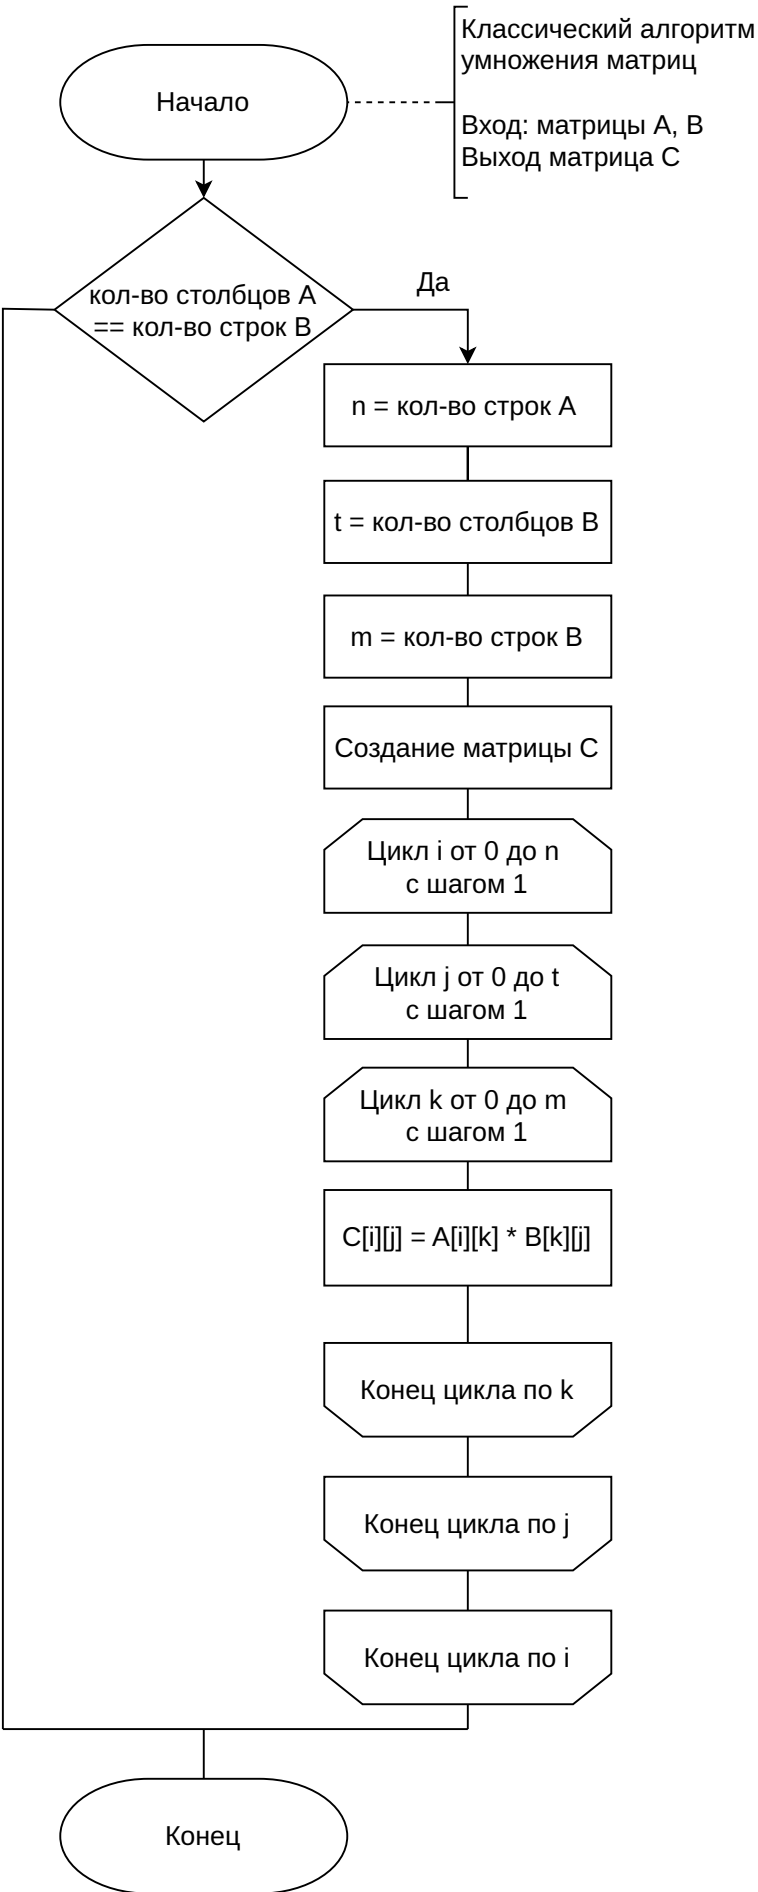 Классический алгоритм
умножения матриц
Вход: матрицы А, В
Выход матрица С
Начало
кол-во столбцов А
== кол-во строк В
Да
n = кол-во строк А
t = кол-во столбцов В
m = кол-во строк В
Создание матрицы С
Цикл i от 0 до n
с шагом 1
Цикл j от 0 до t
с шагом 1
Цикл k от 0 до m
с шагом 1
C[i][j] = A[i][k] * B[k][j]
Конец цикла по k
Конец цикла по j
Конец цикла по i
Конец